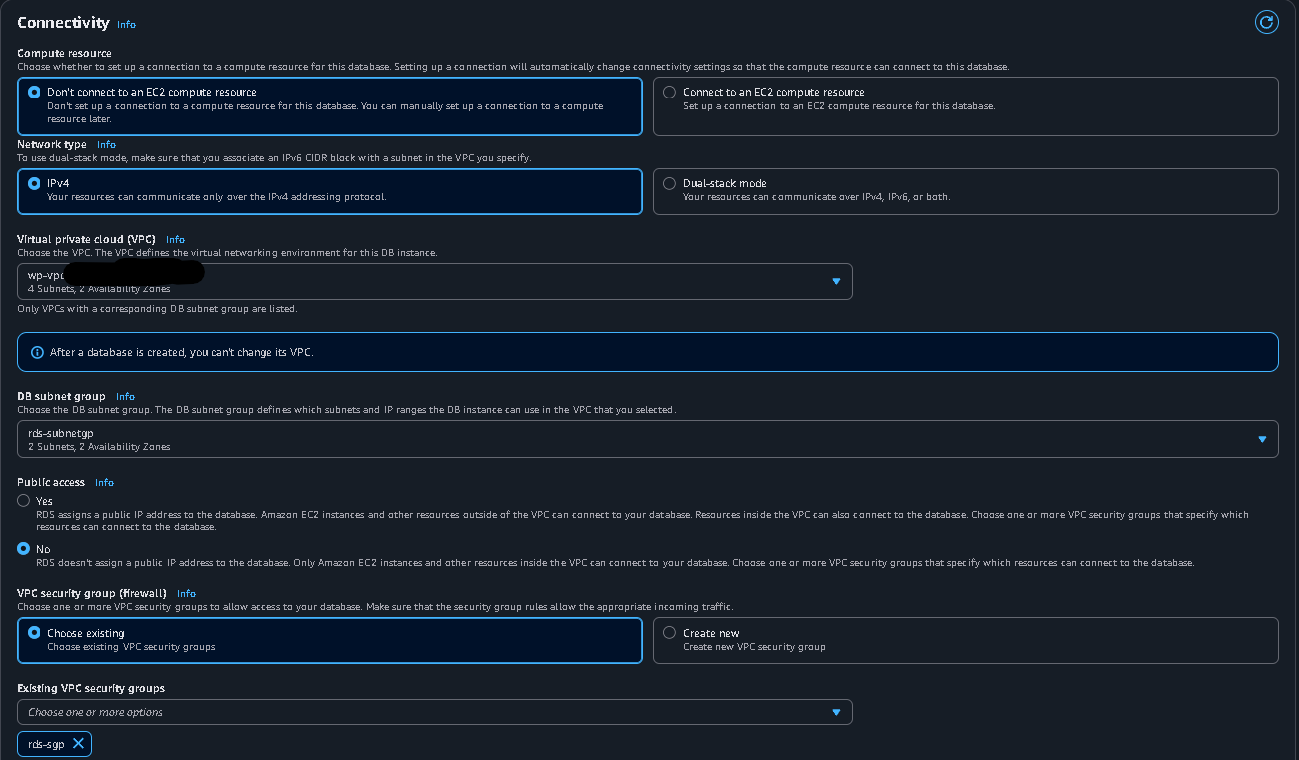 Connectivity Info
Compute resource
Choose whether to set up a connection to a compute resource for this database. Setting up a connection will automatically change connectivity settings so that the compute resource can connect to this database.
Don't connect to an EC2 compute resource
Don't set up a connection to a compute resource for this database. You can manually set up a connection to a compute
resource later.
Connect to an EC2 compute resource
Set up a connection to an EC2 compute resource for this database.
Network type Info
To use dual-stack mode, make sure that you associate an IPv6 CIDR block with a subnet in the VPC you specify.
IPv4
Your resources can communicate only over the IPv4 addressing protocol.
Dual-stack mode
Your resources can communicate over IPv4, IPv6, or both.
Virtual private cloud (VPC) Info
Choose the VPC. The VPC defines the virtual networking environment for this DB instance.
wp-vpc
4 Subnets, 2 Availability Zones
Only VPCs with a corresponding DB subnet group are listed.
After a database is created, you can't change its VPC.
DB subnet group Info
Choose the DB subnet group. The DB subnet group defines which subnets and IP ranges the DB instance can use in the VPC that you selected.
rds-subnetgp
2 Subnets, 2 Availability Zones
Public access Info
Yes
RDS assigns a public IP address to the database. Amazon EC2 instances and other resources outside of the VPC can connect to your database. Resources inside the VPC can also connect to the database. Choose one or more VPC security groups that specify which
resources can connect to the database.
No
RDS doesn't assign a public IP address to the database. Only Amazon EC2 instances and other resources inside the VPC can connect to your database. Choose one or more VPC security groups that specify which resources can connect to the database.
VPC security group (firewall) Info
Choose one or more VPC security groups to allow access to your database. Make sure that the security group rules allow the appropriate incoming traffic.
Choose existing
Choose existing VPC security groups
Create new
Create new VPC security group
Existing VPC security groups
Choose one or more options
rds-sgp